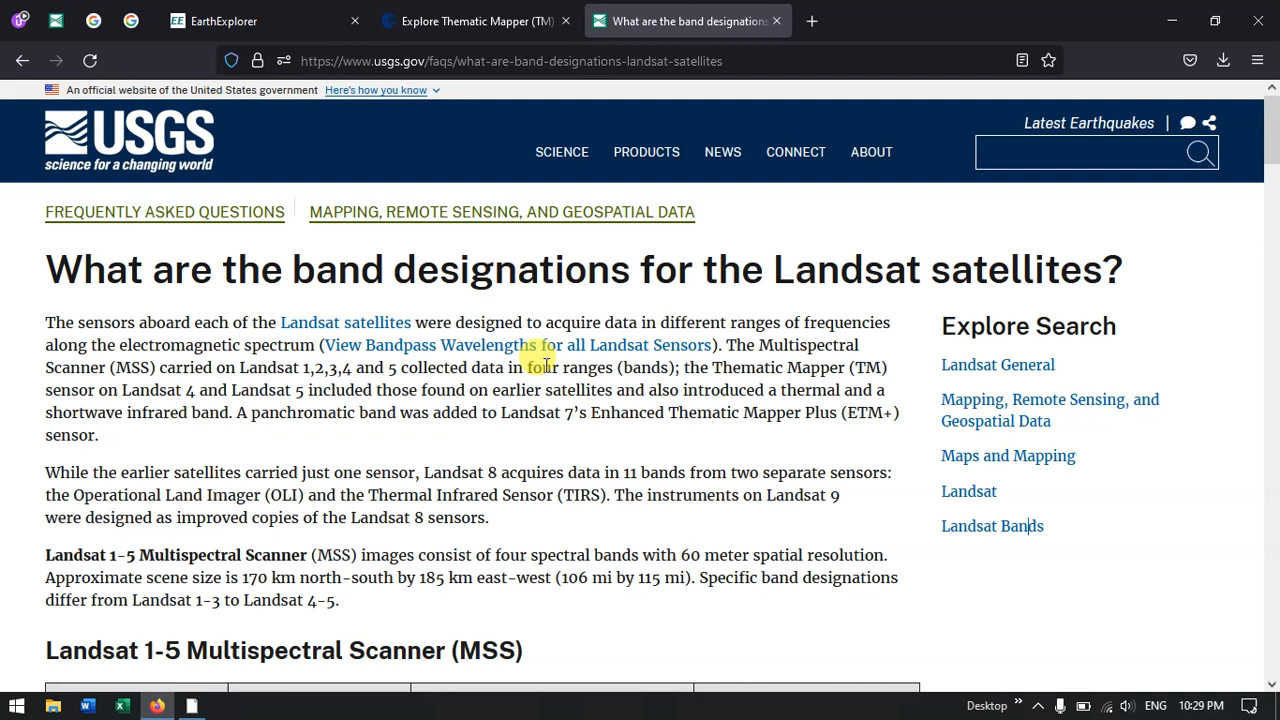 EarthExplorer
Explore Thematic Mapper (TM)
What are the band designations
https://www.usgs.gov/faqs/what-are-band-designations-landsat-satellites
An official website of the United States government Here's how you know
USGS
science for a changing world
SCIENCE PRODUCTS NEWS CONNECT ABOUT
Latest Earthquakes |
FREQUENTLY ASKED QUESTIONS MAPPING, REMOTE SENSING, AND GEOSPATIAL DATA
What are the band designations for the Landsat satellites?
The sensors aboard each of the Landsat satellites were designed to acquire data in different ranges of frequencies
along the electromagnetic spectrum (View Bandpass Wavelengths for all Landsat Sensors). The Multispectral
Scanner (MSS) carried on Landsat 1,2,3,4 and 5 collected data in four ranges (bands); the Thematic Mapper (TM)
sensor on Landsat 4 and Landsat 5 included those found on earlier satellites and also introduced a thermal and a
shortwave infrared band. A panchromatic band was added to Landsat 7’s Enhanced Thematic Mapper Plus (ETM+)
sensor.
While the earlier satellites carried just one sensor, Landsat 8 acquires data in 11 bands from two separate sensors:
the Operational Land Imager (OLI) and the Thermal Infrared Sensor (TIRS). The instruments on Landsat 9
were designed as improved copies of the Landsat 8 sensors.
Landsat 1-5 Multispectral Scanner (MSS) images consist of four spectral bands with 60 meter spatial resolution.
Approximate scene size is 170 km north-south by 185 km east-west (106 mi by 115 mi). Specific band designations
differ from Landsat 1-3 to Landsat 4-5.
Landsat 1-5 Multispectral Scanner (MSS)
Explore Search
Landsat General
Mapping, Remote Sensing, and
Geospatial Data
Maps and Mapping
Landsat
Landsat Bands
Desktop
ENG
10:29 PM